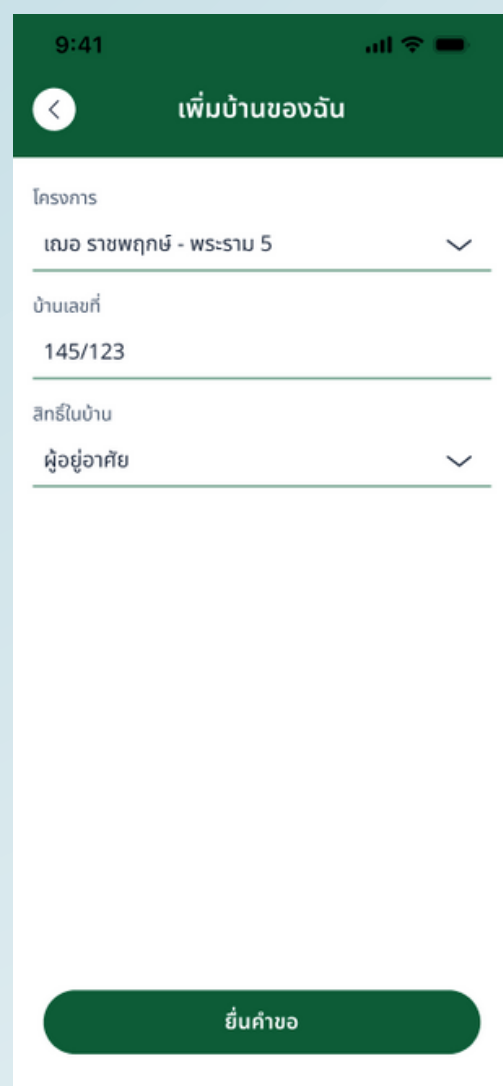 9:41
เพิ่มบ้านของฉัน
โครงการ
เฌอ ราชพฤกษ์ - พระราม 5
บ้านเลขที่
145/123
สิทธิ์ในบ้าน
ผู้อยู่อาศัย
ยื่นคำขอ